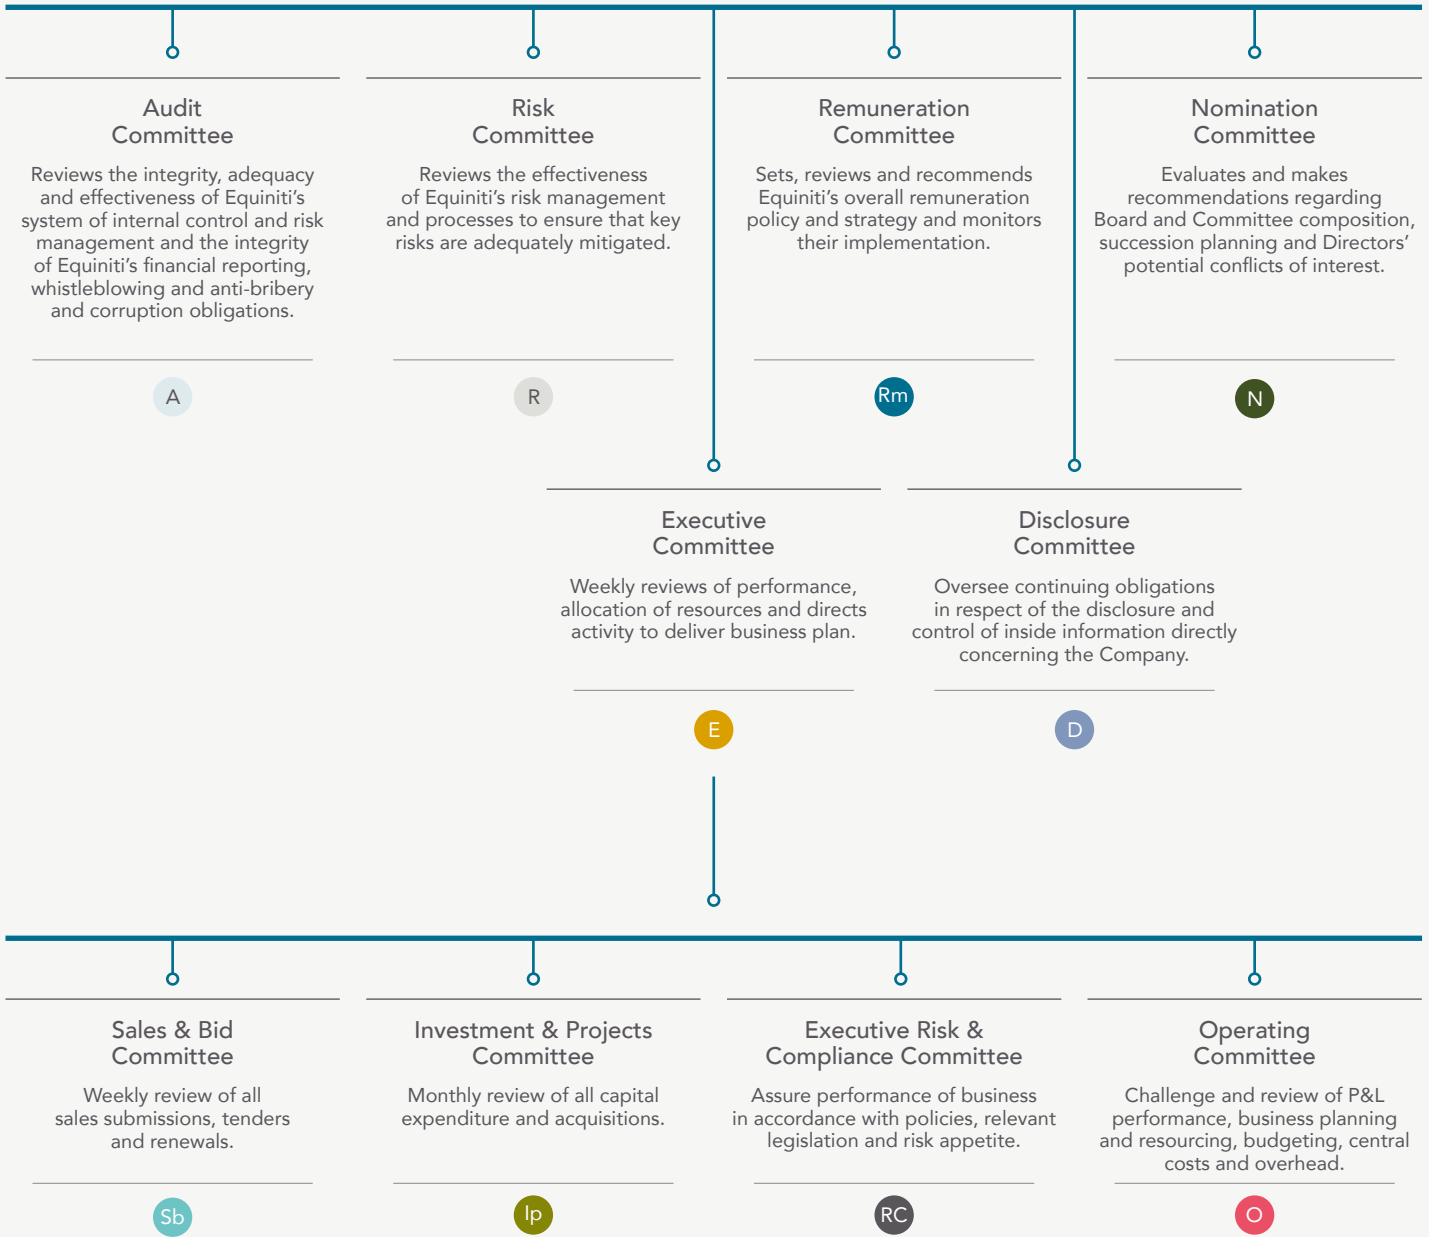 Audit
Committee
Reviews the integrity, adequacy
and effectiveness of Equiniti’s
system of internal control and risk
management and the integrity
of Equiniti’s financial reporting,
whistleblowing and anti-bribery
and corruption obligations.
A
Risk
Committee
Reviews the effectiveness
of Equiniti’s risk management
and processes to ensure that key
risks are adequately mitigated.
R
Remuneration
Committee
Sets, reviews and recommends
Equiniti’s overall remuneration
policy and strategy and monitors
their implementation.
Rm
Nomination
Committee
Evaluates and makes
recommendations regarding
Board and Committee composition,
succession planning and Directors’
potential conflicts of interest.
N
Executive
Committee
Weekly reviews of performance,
allocation of resources and directs
activity to deliver business plan.
E
Disclosure
Committee
Oversee continuing obligations
in respect of the disclosure and
control of inside information directly
concerning the Company.
D
Sales & Bid
Committee
Weekly review of all
sales submissions, tenders
and renewals.
Sb
Investment & Projects
Committee
Monthly review of all capital
expenditure and acquisitions.
Ip
Executive Risk &
Compliance Committee
Assure performance of business
in accordance with policies, relevant
legislation and risk appetite.
RC
Operating
Committee
Challenge and review of P&L
performance, business planning
and resourcing, budgeting, central
costs and overhead.
O